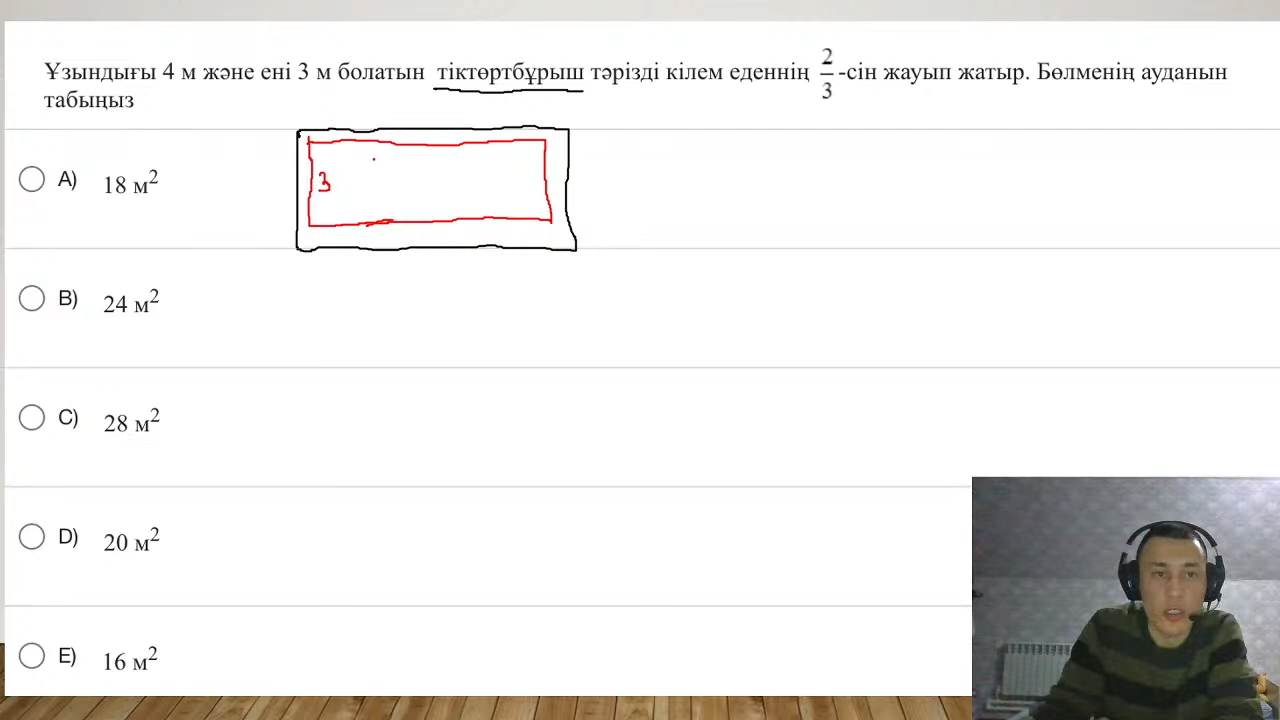 Ұзындығы 4 м және ені 3 м болатын тіктөртбұрыш тәрізді кілем еденнің 2/3 -сін жауып жатыр. Бөлменің ауданын
табыңыз
A) 18 м²
3
B) 24 м²
C) 28 м²
D) 20 м²
E) 16 м²